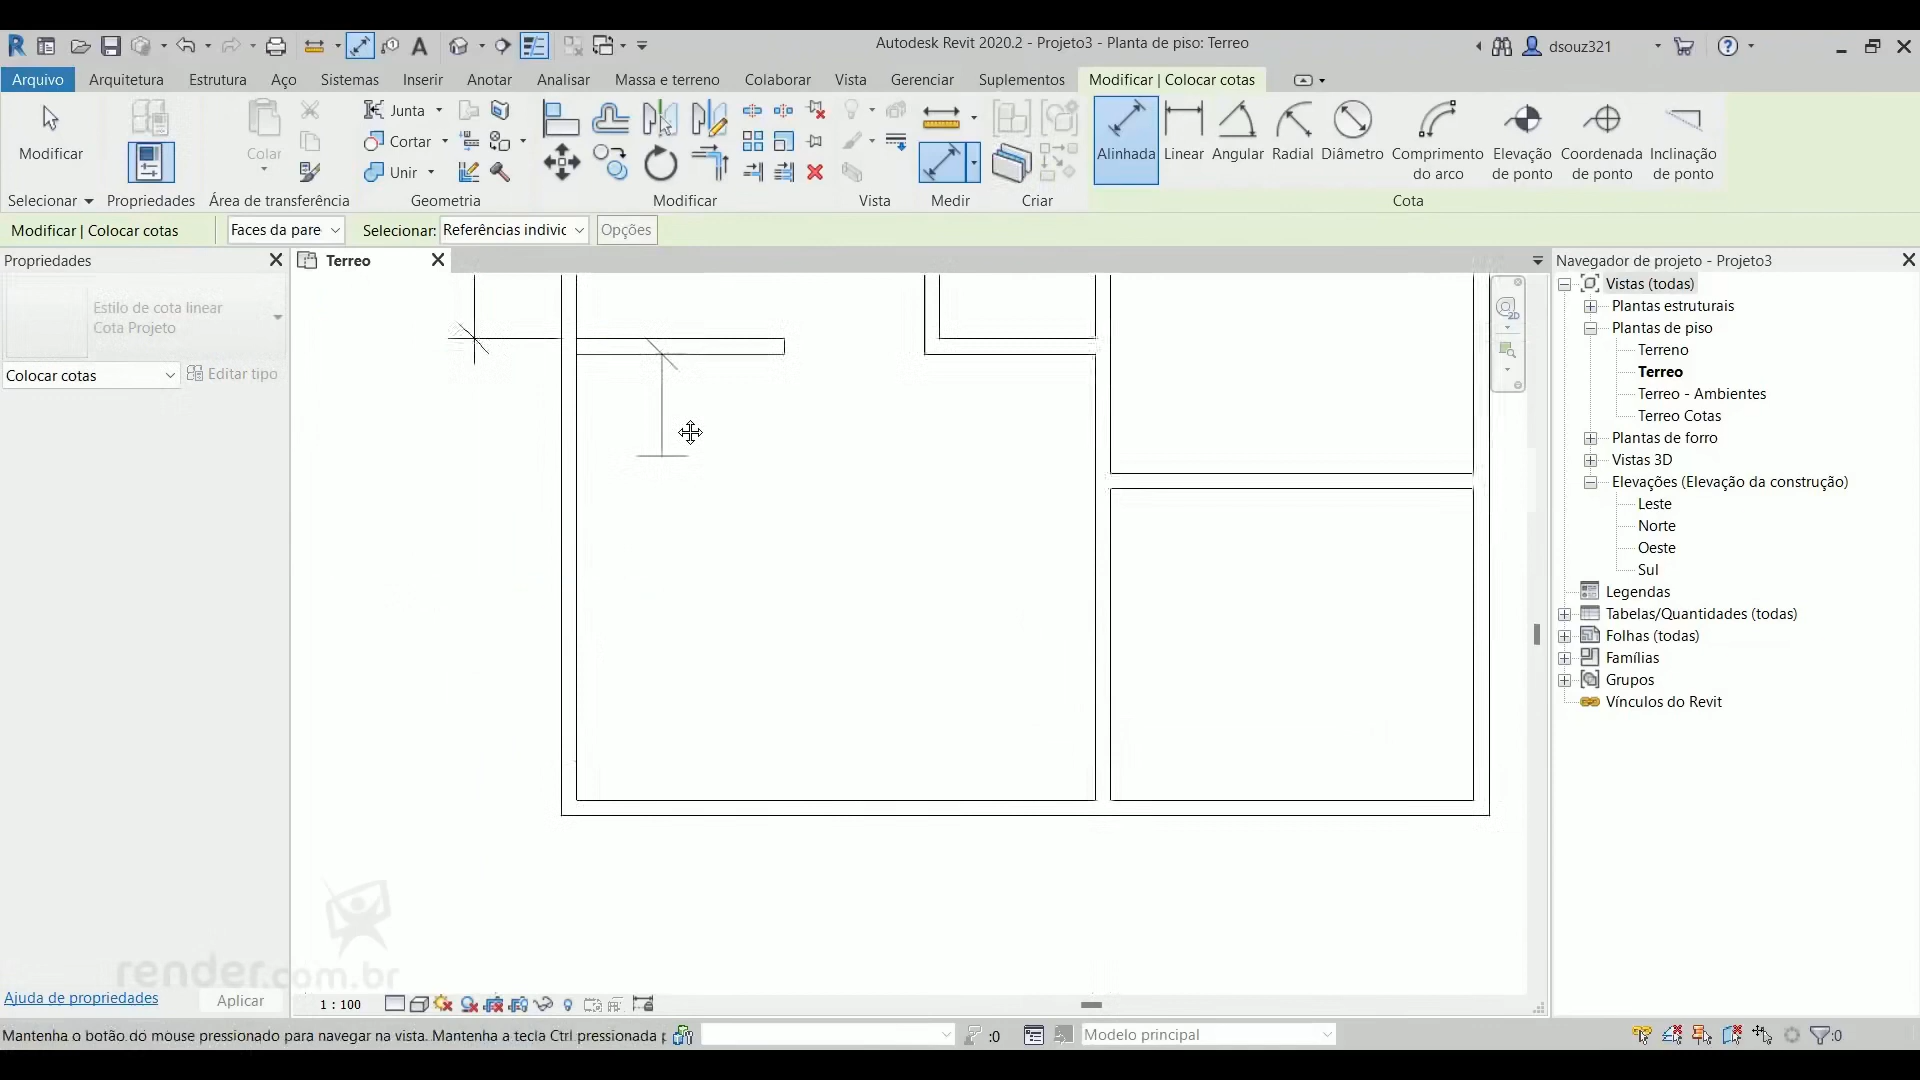 Autodesk Revit 2020.2 - Projeto3 - Planta de piso: Terreo
dsouz321
Arquivo Arquitetura Estrutura Aço Sistemas Inserir Anotar Analisar Massa e terreno Colaborar Vista Gerenciar Suplementos Modificar | Colocar cotas
Junta
Cortar
Unir
Modificar
Colar
Alinhada Linear Angular Radial Diâmetro Comprimento do arco Elevação de ponto Coordenada de ponto Inclinação de ponto
Selecionar Propriedades Área de transferência Geometria Modificar Vista Medir Criar Cota
Modificar | Colocar cotas Faces da pare Selecionar: Referências individ Opções
Propriedades
Terreo
Navegador de projeto - Projeto3
Estilo de cota linear
Cota Projeto
Colocar cotas Editar tipo
2D
Vistas (todas)
Plantas estruturais
Plantas de piso
Terreno
Terreo
Terreo - Ambientes
Terreo Cotas
Plantas de forro
Vistas 3D
Elevações (Elevação da construção)
Leste
Norte
Oeste
Sul
Legendas
Tabelas/Quantidades (todas)
Folhas (todas)
Famílias
Grupos
Vínculos do Revit
render.com.br
Ajuda de propriedades Aplicar
1 : 100
Mantenha o botão do mouse pressionado para navegar na vista. Mantenha a tecla Ctrl pressionada p
:0
Modelo principal
:0